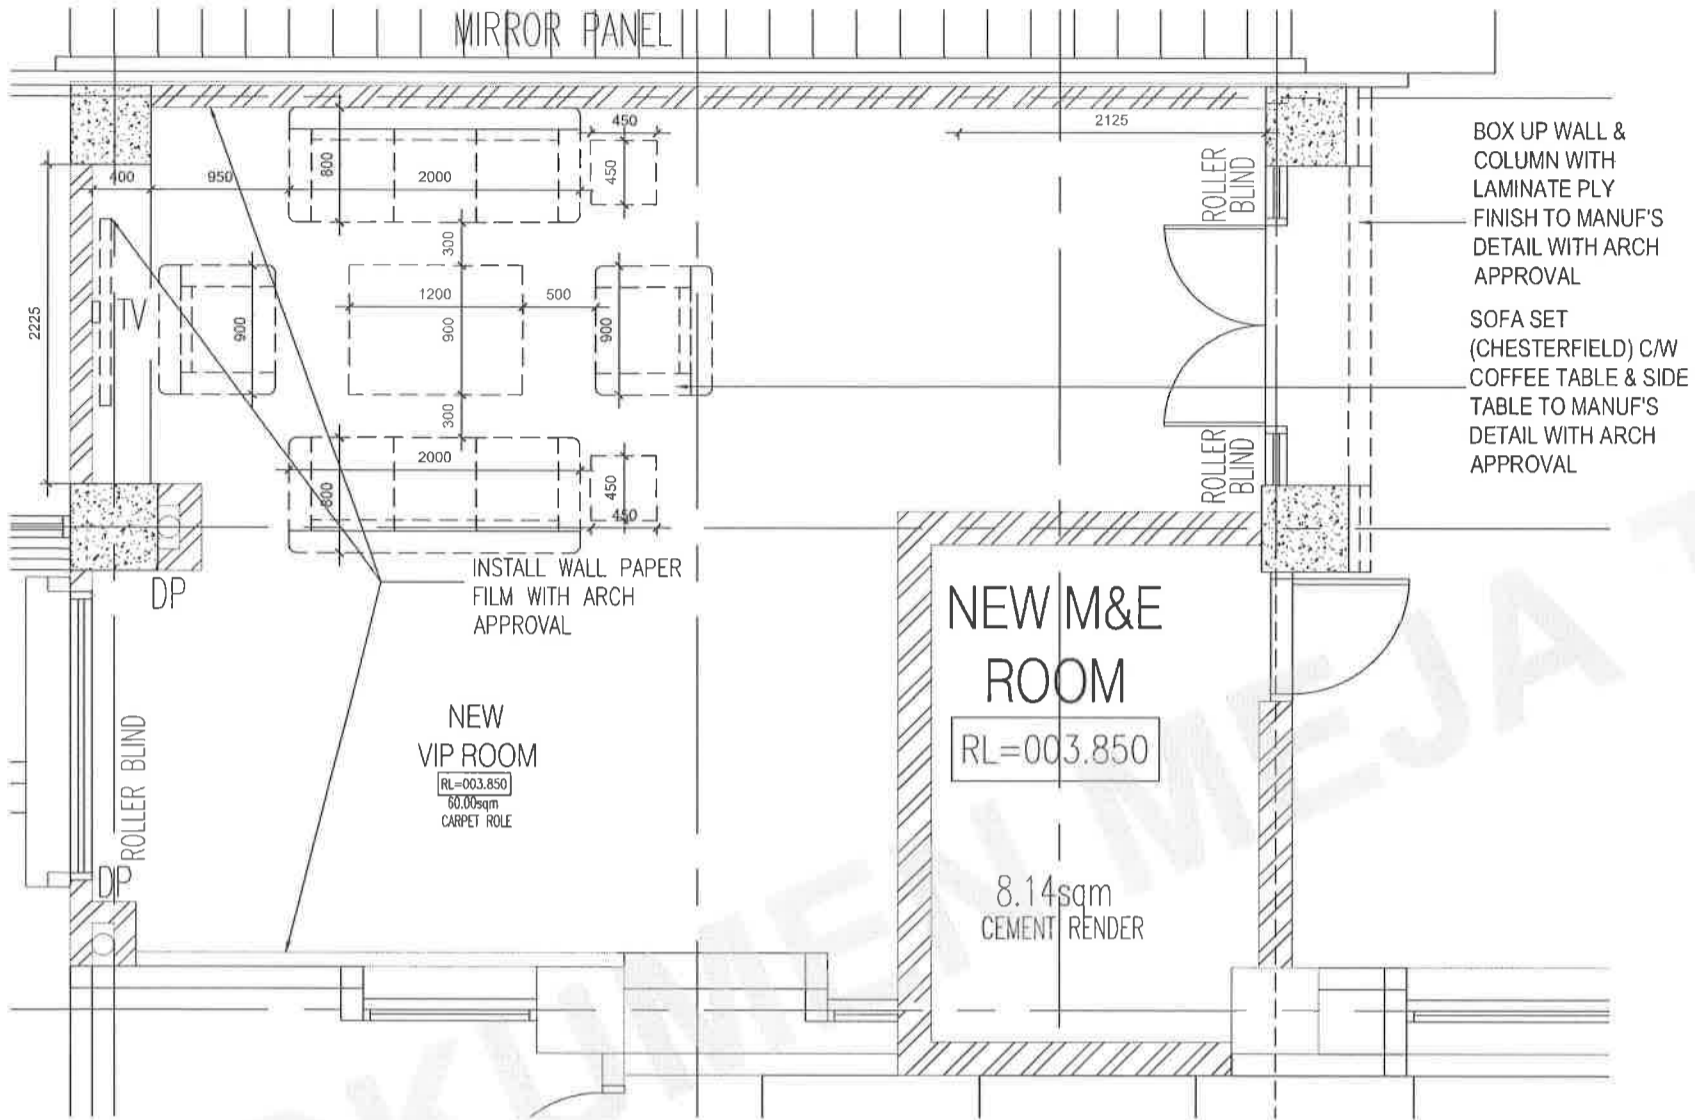 MIRROR PANEL
450
2125
800
450
400
950
2000
ROLLER
BLIND
BOX UP WALL &
COLUMN WITH
LAMINATE PLY
FINISH TO MANUF'S
DETAIL WITH ARCH
APPROVAL
300
1200
500
TV
2225
900
900
900
SOFA SET
(CHESTERFIELD) C/W
COFFEE TABLE & SIDE
TABLE TO MANUF'S
DETAIL WITH ARCH
APPROVAL
300
2000
800
450
450
ROLLER
BLIND
DP
INSTALL WALL PAPER
FILM WITH ARCH
APPROVAL
NEW M&E
ROOM
RL=003.850
NEW
VIP ROOM
RL=003.850
60.00sqm
CARPET ROLE
ROLLER BLIND
DP
8.14sqm
CEMENT RENDER